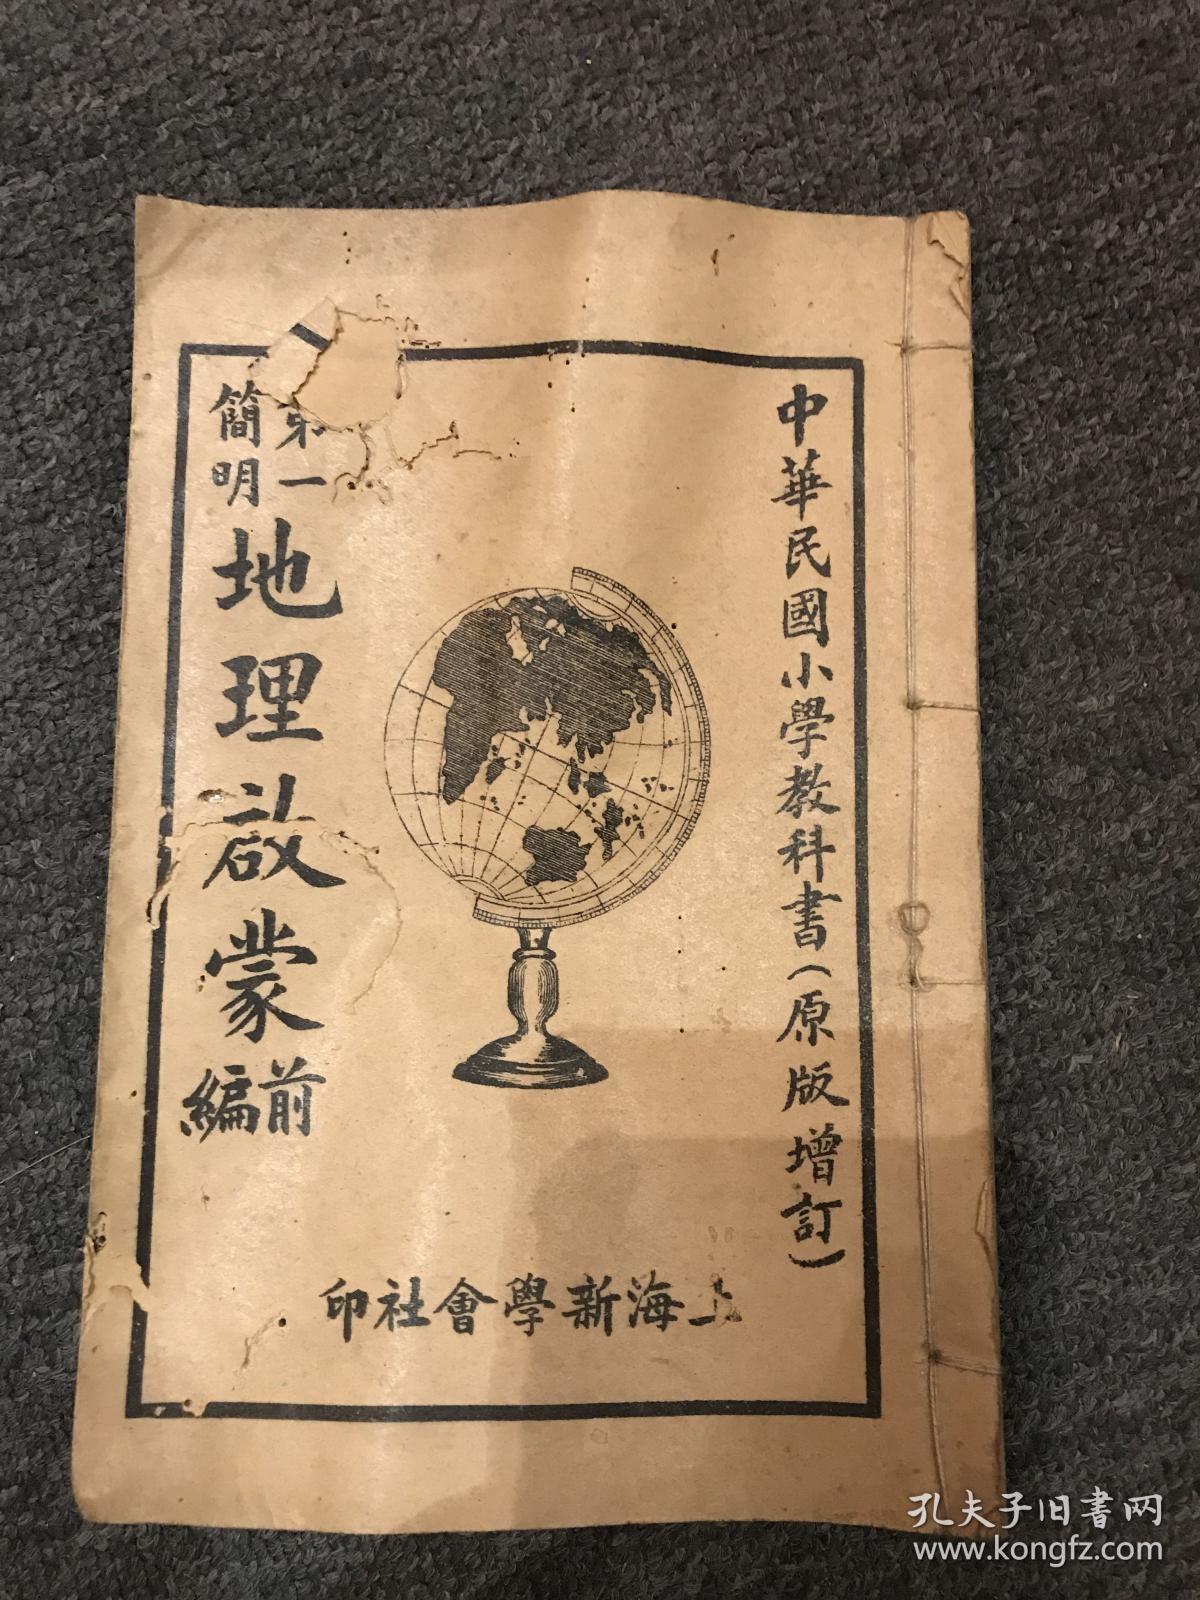 中華民國小學教科書（原版增訂）
第一
簡明
地理啟蒙
前編
上海新學會社印
孔夫子旧书网
www.kongfz.com